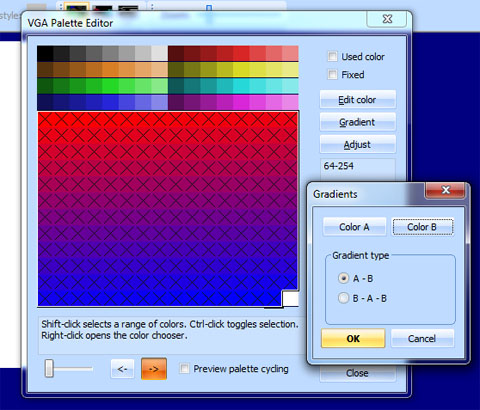 style:
Zoom
VGA Palette Editor
Used color
Fixed
Edit color
Gradient
Adjust
64-254
Gradients
Color A
Color B
Gradient type
A - B
B - A - B
OK
Cancel
Shift-click selects a range of colors. Ctrl-click toggles selection.
Right-click opens the color chooser.
<-
->
Preview palette cycling
Close